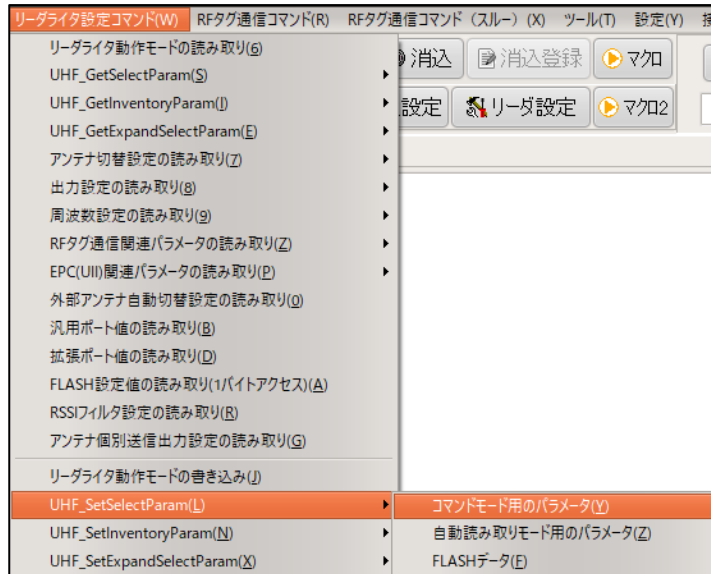 リーダライタ設定コマンド(W) RFタグ通信コマンド(R) RFタグ通信コマンド（スルー）(X) ツール(T) 設定(Y)
消込 消込登録 マクロ
設定 リーダ設定 マクロ2
リーダライタ動作モードの読み取り(6)
UHF_GetSelectParam(S)
UHF_GetInventoryParam(I)
UHF_GetExpandSelectParam(E)
アンテナ切替設定の読み取り(7)
出力設定の読み取り(8)
周波数設定の読み取り(9)
RFタグ通信関連パラメータの読み取り(Z)
EPC(UII)関連パラメータの読み取り(P)
外部アンテナ自動切替設定の読み取り(0)
汎用ポート値の読み取り(B)
拡張ポート値の読み取り(D)
FLASH設定値の読み取り(1バイトアクセス)(A)
RSSIフィルタ設定の読み取り(R)
アンテナ個別送信出力設定の読み取り(G)
リーダライタ動作モードの書き込み(J)
UHF_SetSelectParam(L) コマンドモード用のパラメータ(Y)
UHF_SetInventoryParam(N) 自動読み取りモード用のパラメータ(Z)
UHF_SetExpandSelectParam(X) FLASHデータ(F)